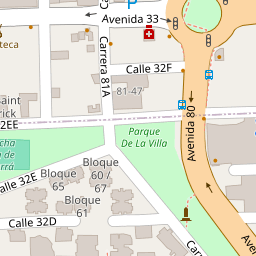 P
Avenida 33
Carrera 81A
Calle 32F
81-47
Avenida 80
Parque
De La Villa
Bloque
65
Bloque
60 /
67
Bloque
61
Calle 32E
Calle 32D